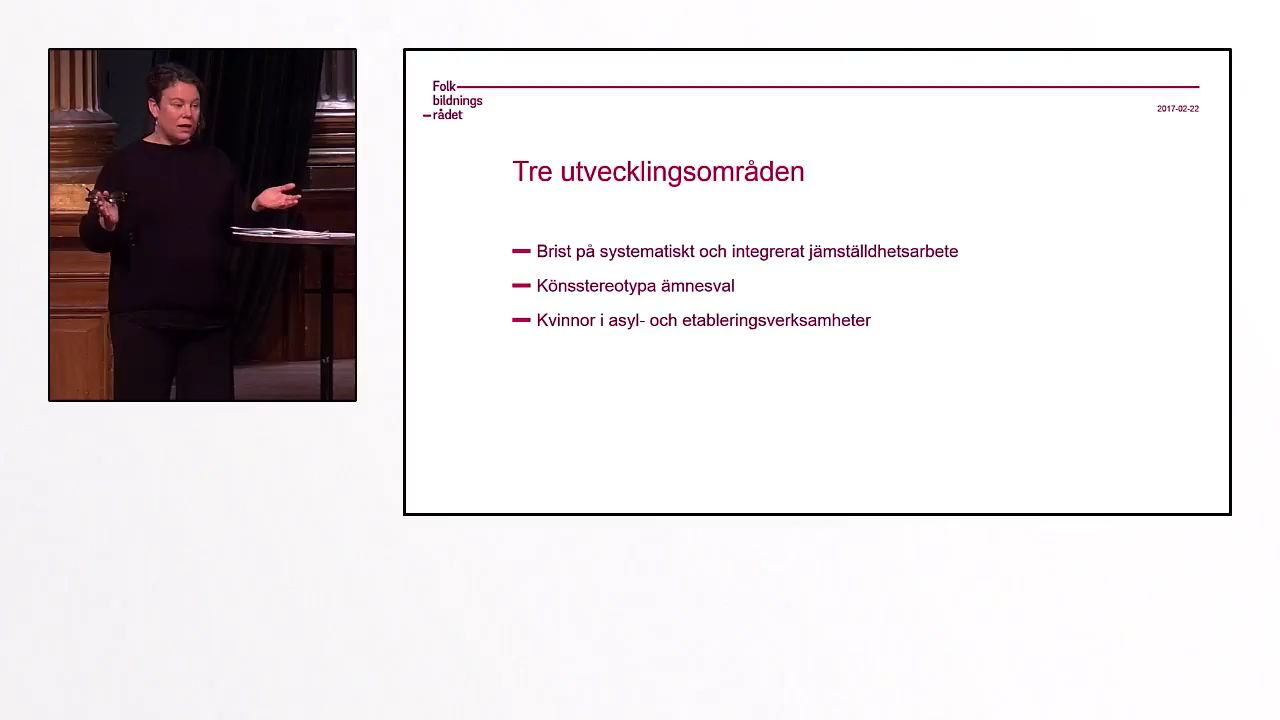 Folk
bildnings
rådet
2017-02-22
Tre utvecklingsområden
Brist på systematiskt och integrerat jämställdhetsarbete
Könsstereotypa ämnesval
Kvinnor i asyl- och etableringsverksamheter